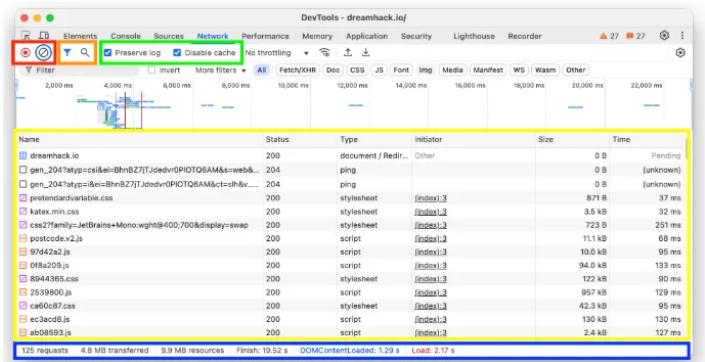 DevTools - dreamhack.io/
Elements Console Sources Network Performance Memory Application Security Lighthouse Recorder 27 27
Preserve log Disable cache No throttling
Filter Invert More filters All Fetch/XHR Doc CSS JS Font Img Media Manifest WS Wasm Other
2,000 ms 4,000 ms 6,000 ms 8,000 ms 10,000 ms 12,000 ms 14,000 ms 16,000 ms 18,000 ms 20,000 ms 22,000 ms
Name Status Type Initiator Size Time
dreamhack.io 200 document / Redir... Other 0 B Pending
gen_204?atyp=csi&ei=BhnBZ7jTJdedvr0PIOTQ6AM&s=web&... 204 ping 0 B (unknown)
gen_204?atyp=i&ei=BhnBZ7jTJdedvr0PIOTQ6AM&ct=slh&v... 204 ping 0 B (unknown)
pretendardvariable.css 200 stylesheet (index):3 871 B 37 ms
katex.min.css 200 stylesheet (index):3 3.5 kB 32 ms
css2?family=JetBrains+Mono:wght@400;700&display=swap 200 stylesheet (index):3 723 B 251 ms
postcode.v2.js 200 script (index):3 11.1 kB 68 ms
97d42a2.js 200 script (index):3 10.0 kB 95 ms
0f8a209.js 200 script (index):3 94.0 kB 133 ms
8944365.css 200 stylesheet (index):3 122 kB 90 ms
2539800.js 200 script (index):3 957 kB 129 ms
ca60c87.css 200 stylesheet (index):3 42.3 kB 95 ms
ec3acd8.js 200 script (index):3 130 kB 130 ms
ab08593.js 200 script (index):3 2.4 kB 127 ms
125 requests 4.8 MB transferred 9.9 MB resources Finish: 19.52 s DOMContentLoaded: 1.29 s Load: 2.17 s